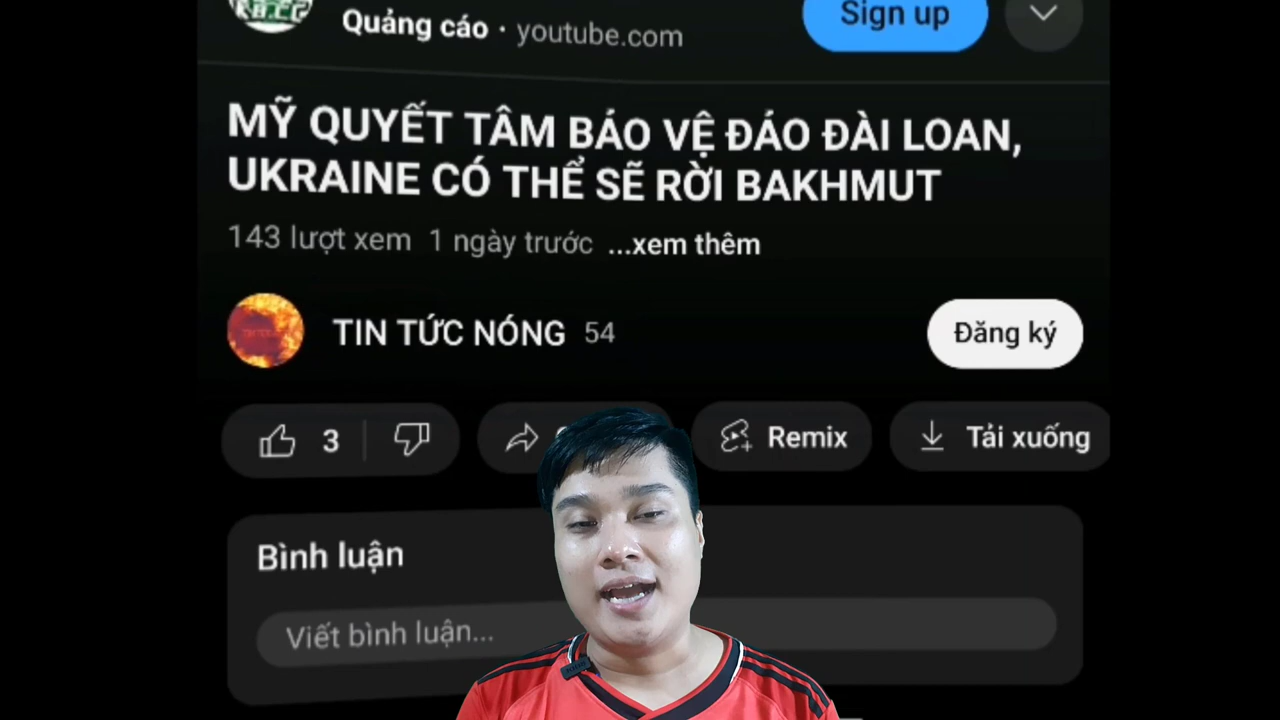 Quảng cáo · youtube.com
Sign up
MỸ QUYẾT TÂM BẢO VỆ ĐẢO ĐÀI LOAN,
UKRAINE CÓ THỂ SẼ RỜI BAKHMUT
143 lượt xem 1 ngày trước ...xem thêm
TIN TỨC NÓNG 54
Đăng ký
3
Remix
Tải xuống
Bình luận
Viết bình luận...